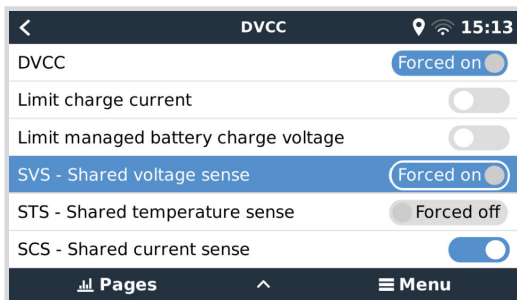 DVCC 15:13
DVCC Forced on
Limit charge current
Limit managed battery charge voltage
SVS - Shared voltage sense Forced on
STS - Shared temperature sense Forced off
SCS - Shared current sense
Pages Menu